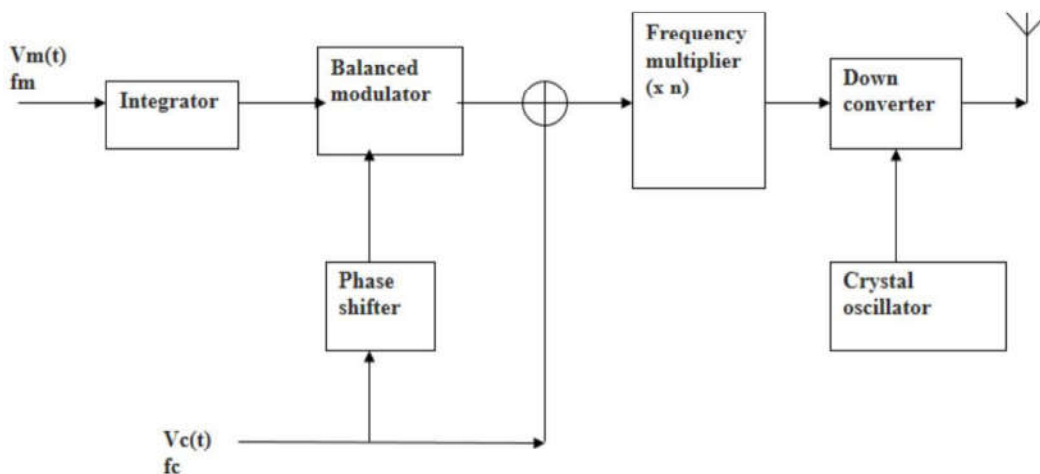 Vm(t)
fm
Integrator
Balanced
modulator
Frequency
multiplier
(x n)
Down
converter
Phase
shifter
Crystal
oscillator
Vc(t)
fc